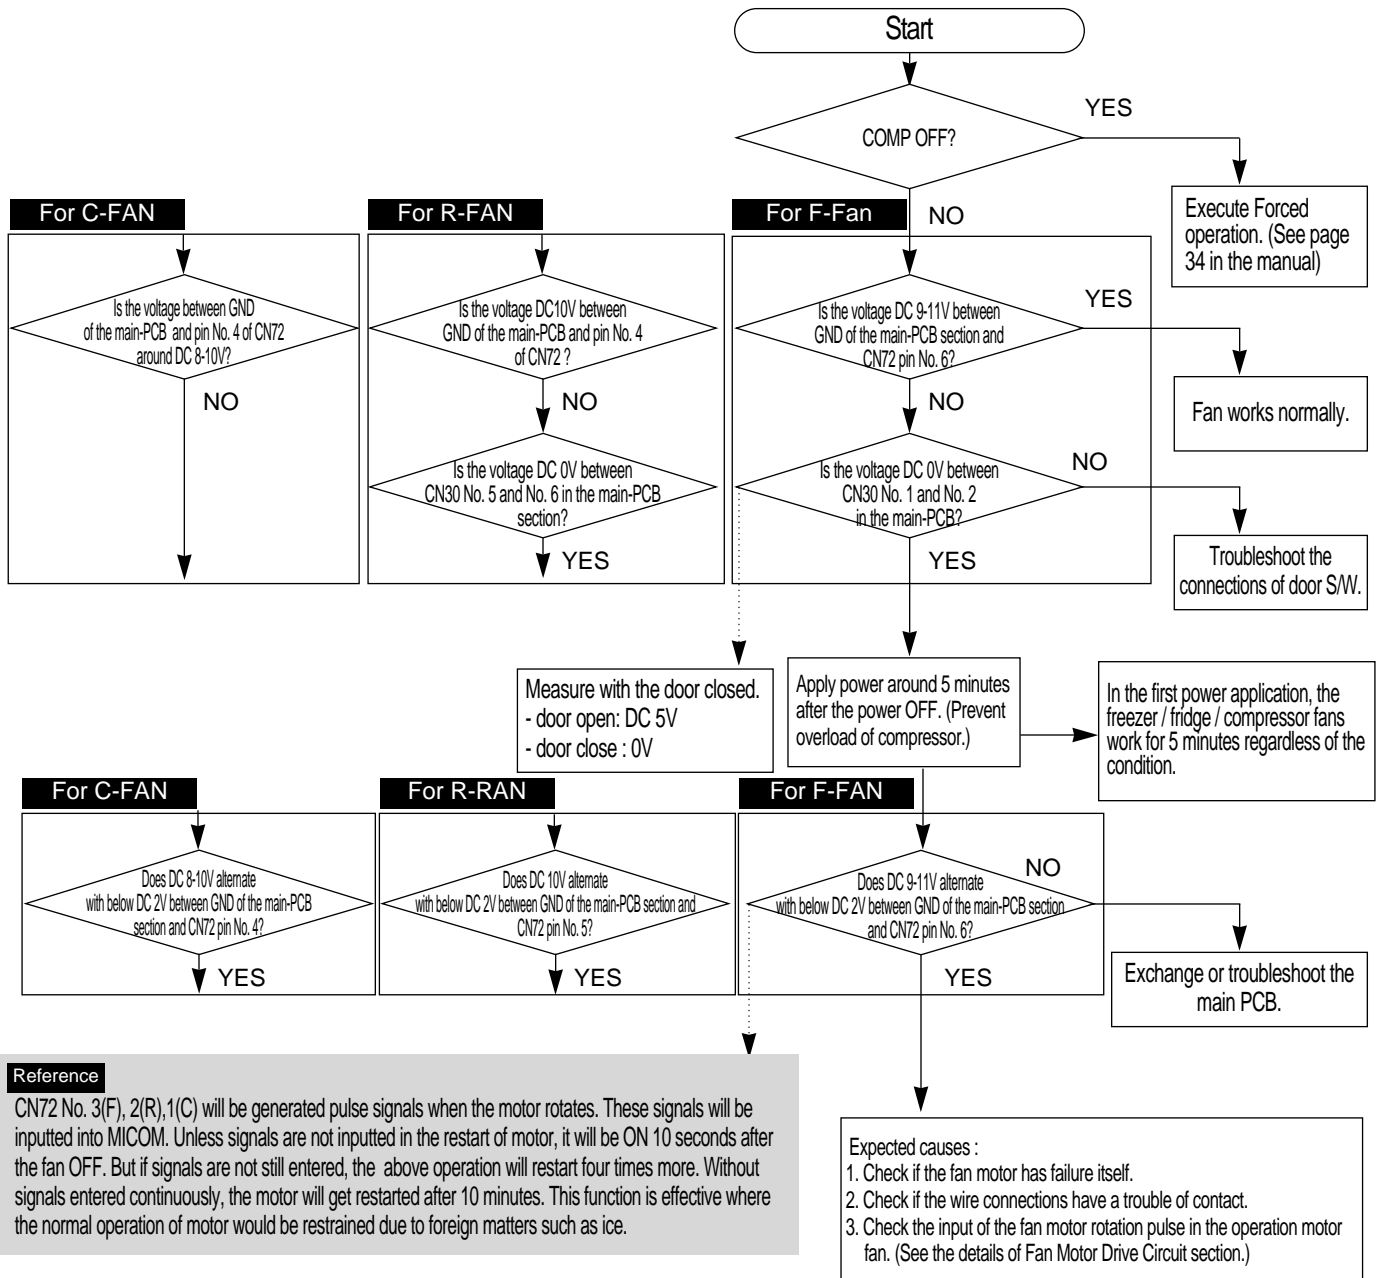 Start
COMP OFF?
YES
NO
Execute Forced
operation. (See page
34 in the manual)
For C-FAN
Is the voltage between GND
of the main-PCB and pin No. 4 of CN72
around DC 8-10V?
NO
For R-FAN
Is the voltage DC10V between
GND of the main-PCB and pin No. 4
of CN72 ?
NO
Is the voltage DC 0V between
CN30 No. 5 and No. 6 in the main-PCB
section?
YES
For F-Fan
Is the voltage DC 9-11V between
GND of the main-PCB section and
CN72 pin No. 6?
YES
Fan works normally.
NO
Is the voltage DC 0V between
CN30 No. 1 and No. 2
in the main-PCB?
NO
Troubleshoot the
connections of door S/W.
YES
Measure with the door closed.
- door open: DC 5V
- door close : 0V
Apply power around 5 minutes
after the power OFF. (Prevent
overload of compressor.)
In the first power application, the
freezer / fridge / compressor fans
work for 5 minutes regardless of the
condition.
For C-FAN
Does DC 8-10V alternate
with below DC 2V between GND of the main-PCB
section and CN72 pin No. 4?
YES
For R-RAN
Does DC 10V alternate
with below DC 2V between GND of the main-PCB section and
CN72 pin No. 5?
YES
For F-FAN
Does DC 9-11V alternate
with below DC 2V between GND of the main-PCB section
and CN72 pin No. 6?
NO
Exchange or troubleshoot the
main PCB.
YES
Reference
CN72 No. 3(F), 2(R),1(C) will be generated pulse signals when the motor rotates. These signals will be
inputted into MICOM. Unless signals are not inputted in the restart of motor, it will be ON 10 seconds after
the fan OFF. But if signals are not still entered, the above operation will restart four times more. Without
signals entered continuously, the motor will get restarted after 10 minutes. This function is effective where
the normal operation of motor would be restrained due to foreign matters such as ice.
Expected causes :
1. Check if the fan motor has failure itself.
2. Check if the wire connections have a trouble of contact.
3. Check the input of the fan motor rotation pulse in the operation motor
fan. (See the details of Fan Motor Drive Circuit section.)